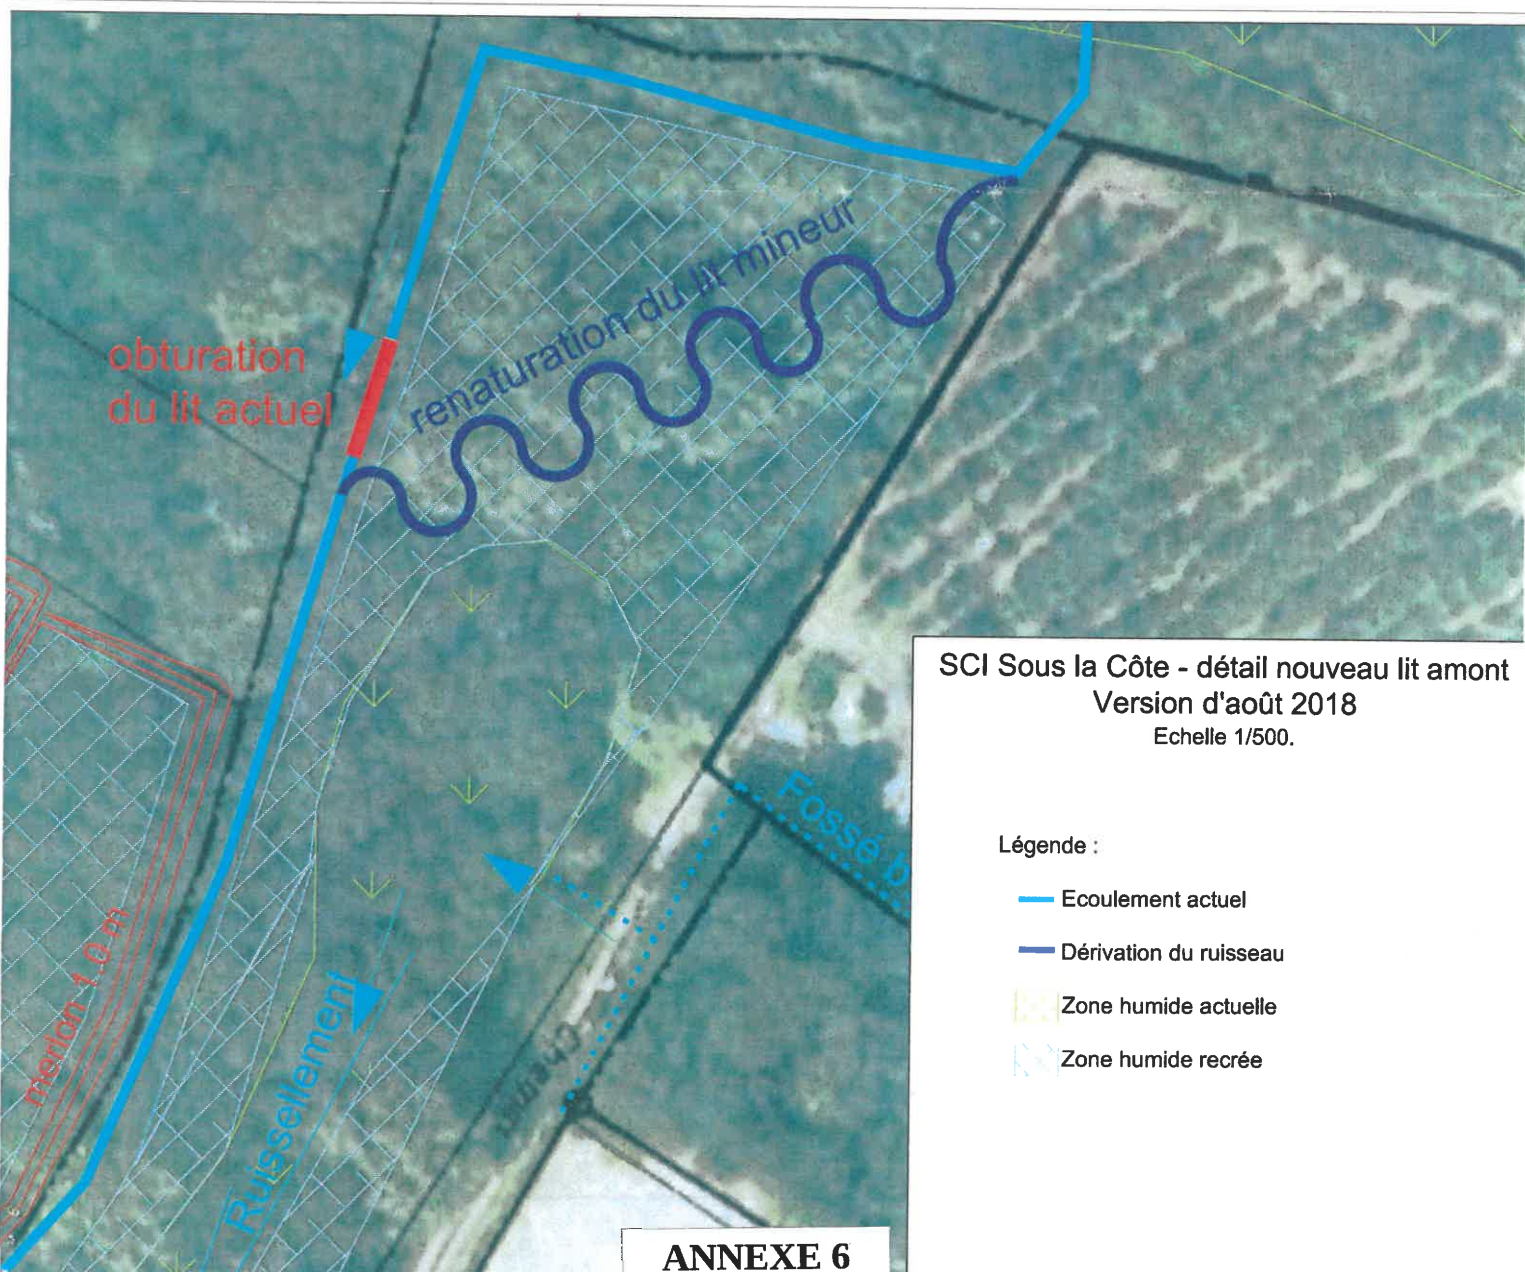 renaturation du lit mineur
obturation
du lit actuel
SCI Sous la Côte - détail nouveau lit amont
Version d'août 2018
Echelle 1/500.
Fossé b
Légende :
Ecoulement actuel
Dérivation du ruisseau
Zone humide actuelle
Zone humide recrée
merlon 1.0 m
Ruissellement
Chemin
ANNEXE 6